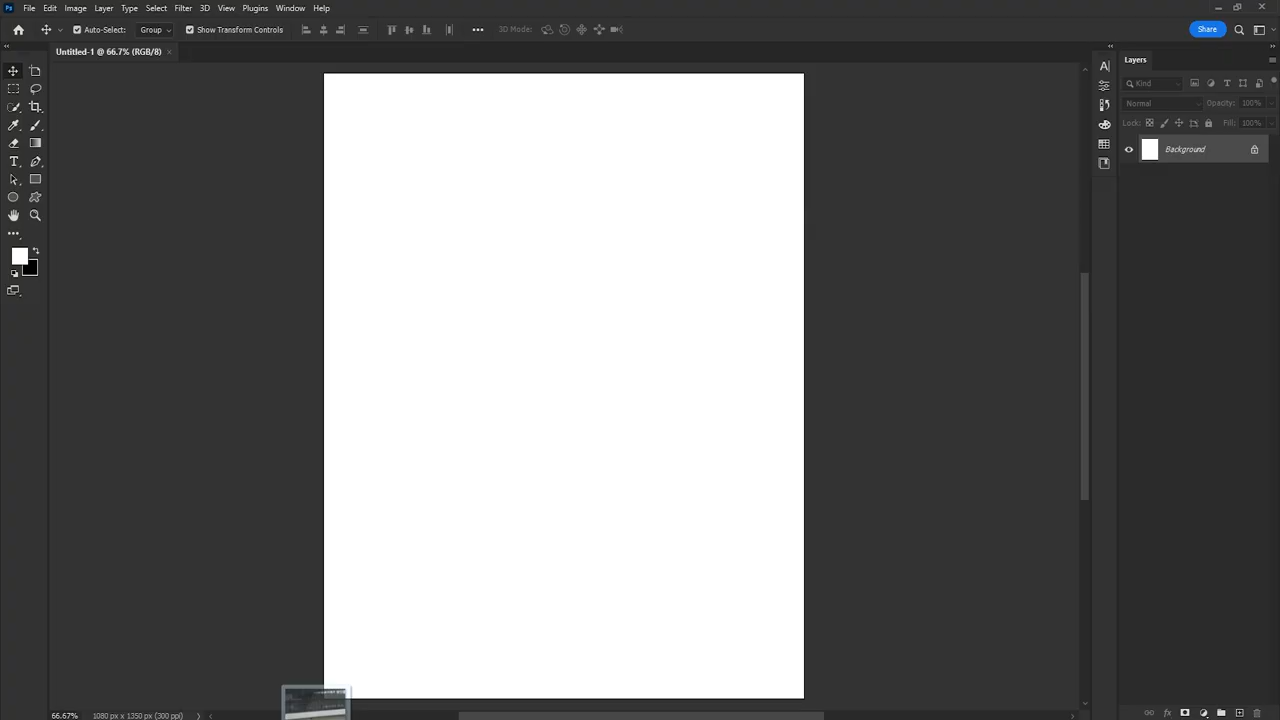 Ps File Edit Image Layer Type Select Filter 3D View Plugins Window Help
Auto-Select: Group Show Transform Controls 3D Mode: Share
Untitled-1 @ 66.7% (RGB/8)
Layers
Kind
Normal Opacity: 100%
Lock: Fill: 100%
Background
66.67% 1080 px x 1350 px (300 ppi)